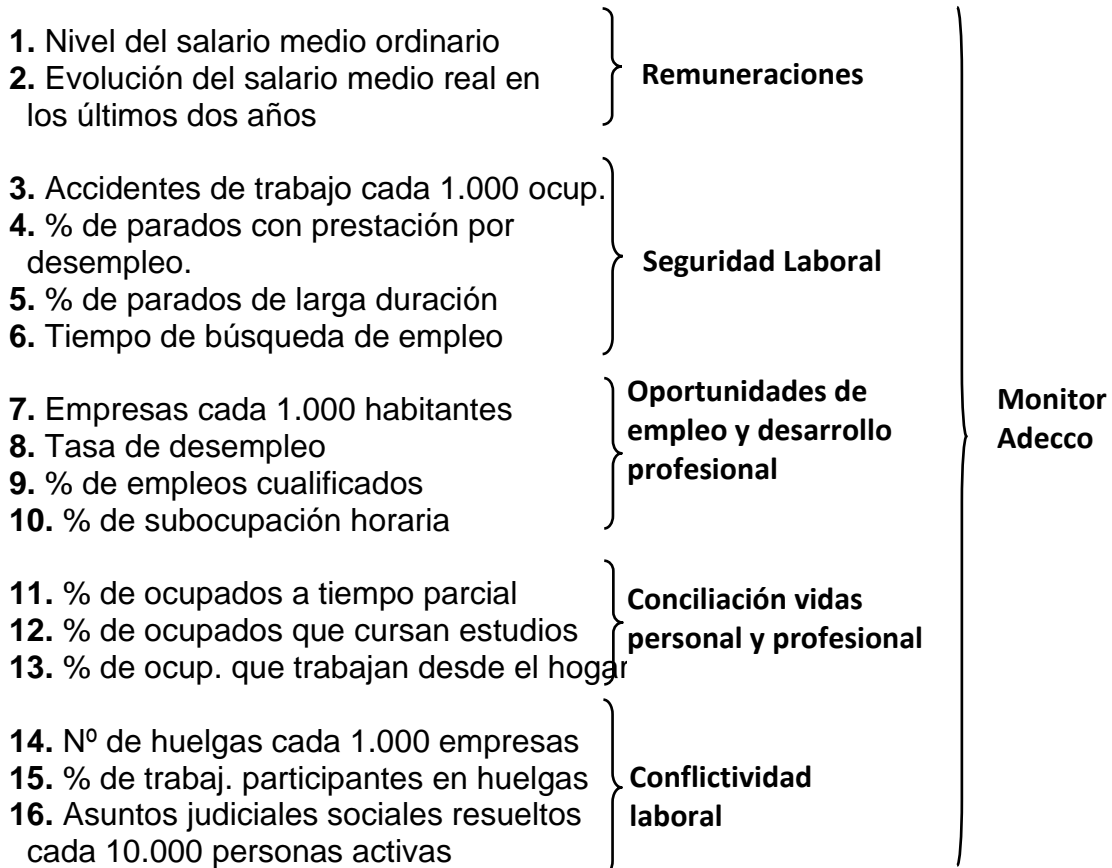 1. Nivel del salario medio ordinario
2. Evolución del salario medio real en
los últimos dos años
Remuneraciones
3. Accidentes de trabajo cada 1.000 ocup.
4. % de parados con prestación por
desempleo.
5. % de parados de larga duración
6. Tiempo de búsqueda de empleo
Seguridad Laboral
7. Empresas cada 1.000 habitantes
8. Tasa de desempleo
9. % de empleos cualificados
10. % de subocupación horaria
Oportunidades de
empleo y desarrollo
profesional
11. % de ocupados a tiempo parcial
12. % de ocupados que cursan estudios
13. % de ocup. que trabajan desde el hogar
Conciliación vidas
personal y profesional
14. Nº de huelgas cada 1.000 empresas
15. % de trabaj. participantes en huelgas
16. Asuntos judiciales sociales resueltos
cada 10.000 personas activas
Conflictividad
laboral
Monitor
Adecco